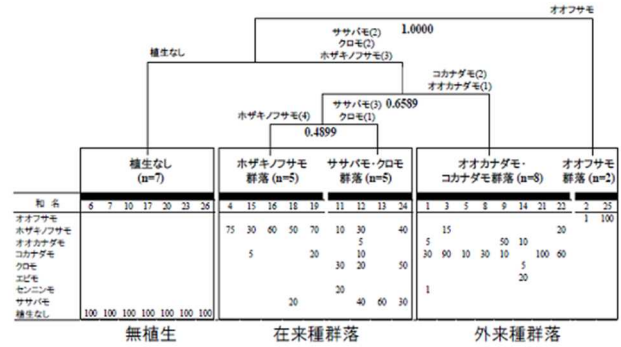 オオフサモ
1.0000
ササバモ(2)
クロモ(2)
ホザキノフサモ(3)
植生なし
コカナダモ(2)
オオカナダモ(1)
ササバモ(3) 0.6589
クロモ(1)
ホザキノフサモ(4)
0.4899
植生なし (n=7)
ホザキノフサモ 群落 (n=5)
ササバモ・クロモ 群落 (n=5)
オオカナダモ・ コカナダモ群落 (n=8)
オオフサモ 群落 (n=2)
和 名 6 7 10 17 20 23 26 4 15 16 18 19 11 12 13 24 1 3 5 8 9 14 21 22 2 25
オオフサモ 1 100
ホザキノフサモ 75 30 60 50 70 10 30 40 15 20
オオカナダモ 5 5 50 10
コカナダモ 5 20 10 30 90 10 30 10 100 60
クロモ 30 20 50 5
エビモ 20
センニンモ 20 1
ササバモ 20 40 60 30
植生なし 100 100 100 100 100 100 100
無植生
在来種群落
外来種群落